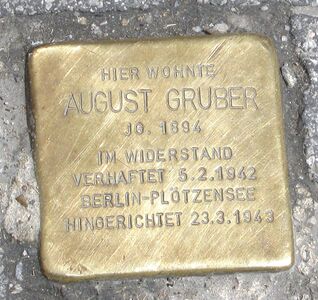 HIER WOHNTE
AUGUST GRUBER
JG. 1894
IM WIDERSTAND
VERHAFTET 5.2.1942
BERLIN-PLÖTZENSEE
HINGERICHTET 23.3.1943